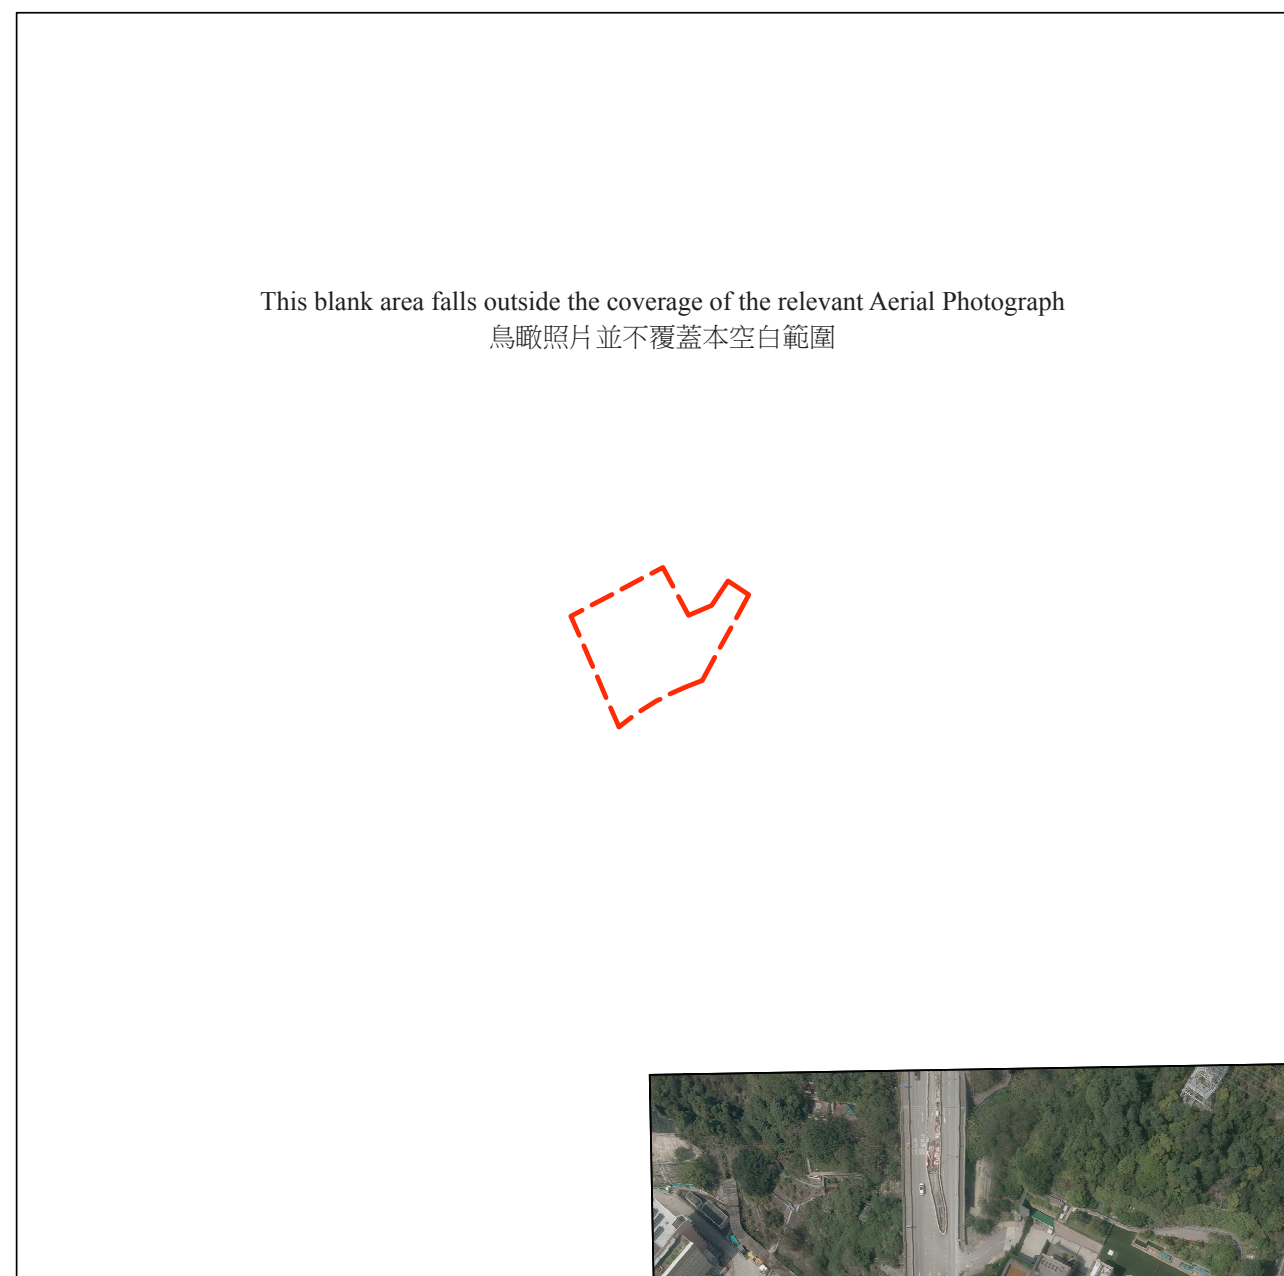 This blank area falls outside the coverage of the relevant Aerial Photograph
鳥瞰照片並不覆蓋本空白範圍